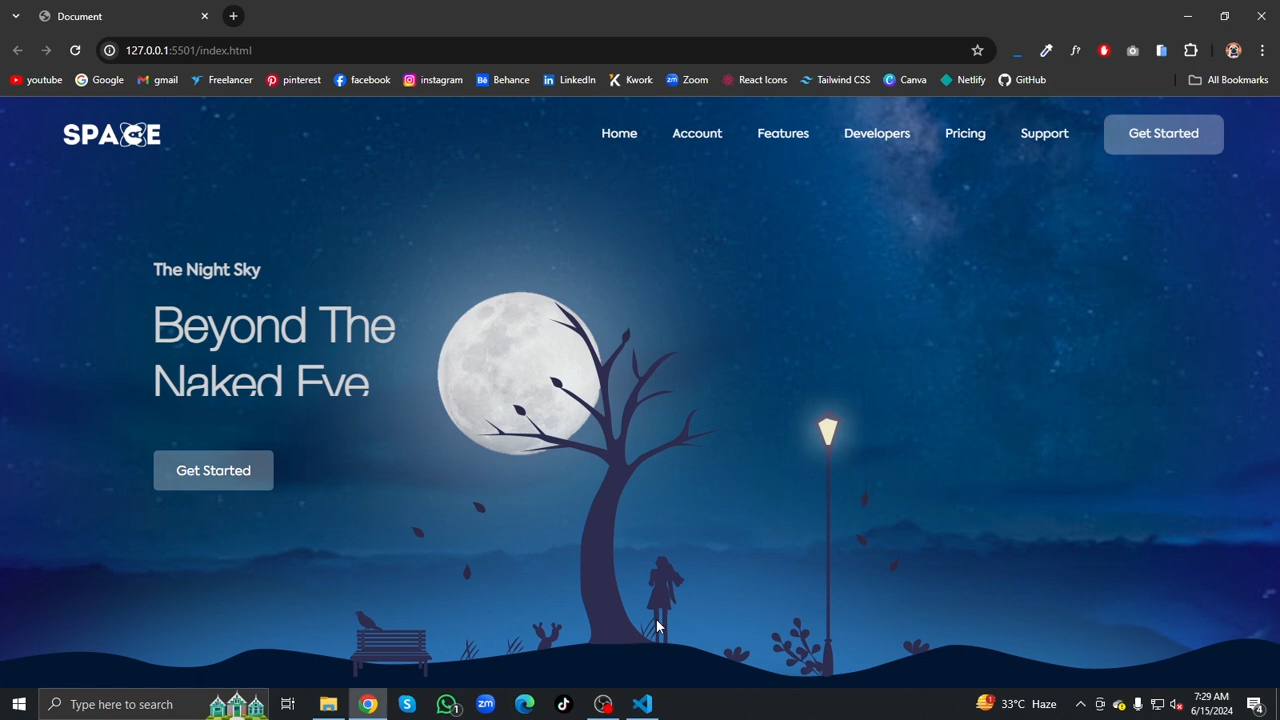 Document
127.0.0.1:5501/index.html
youtube Google gmail Freelancer pinterest facebook instagram Behance LinkedIn Kwork Zoom React Icons Tailwind CSS Canva Netlify GitHub All Bookmarks
SPACE Home Account Features Developers Pricing Support Get Started
The Night Sky
Beyond The
Naked Eye
Get Started
Type here to search 33°C Haze 7:29 AM
6/15/2024